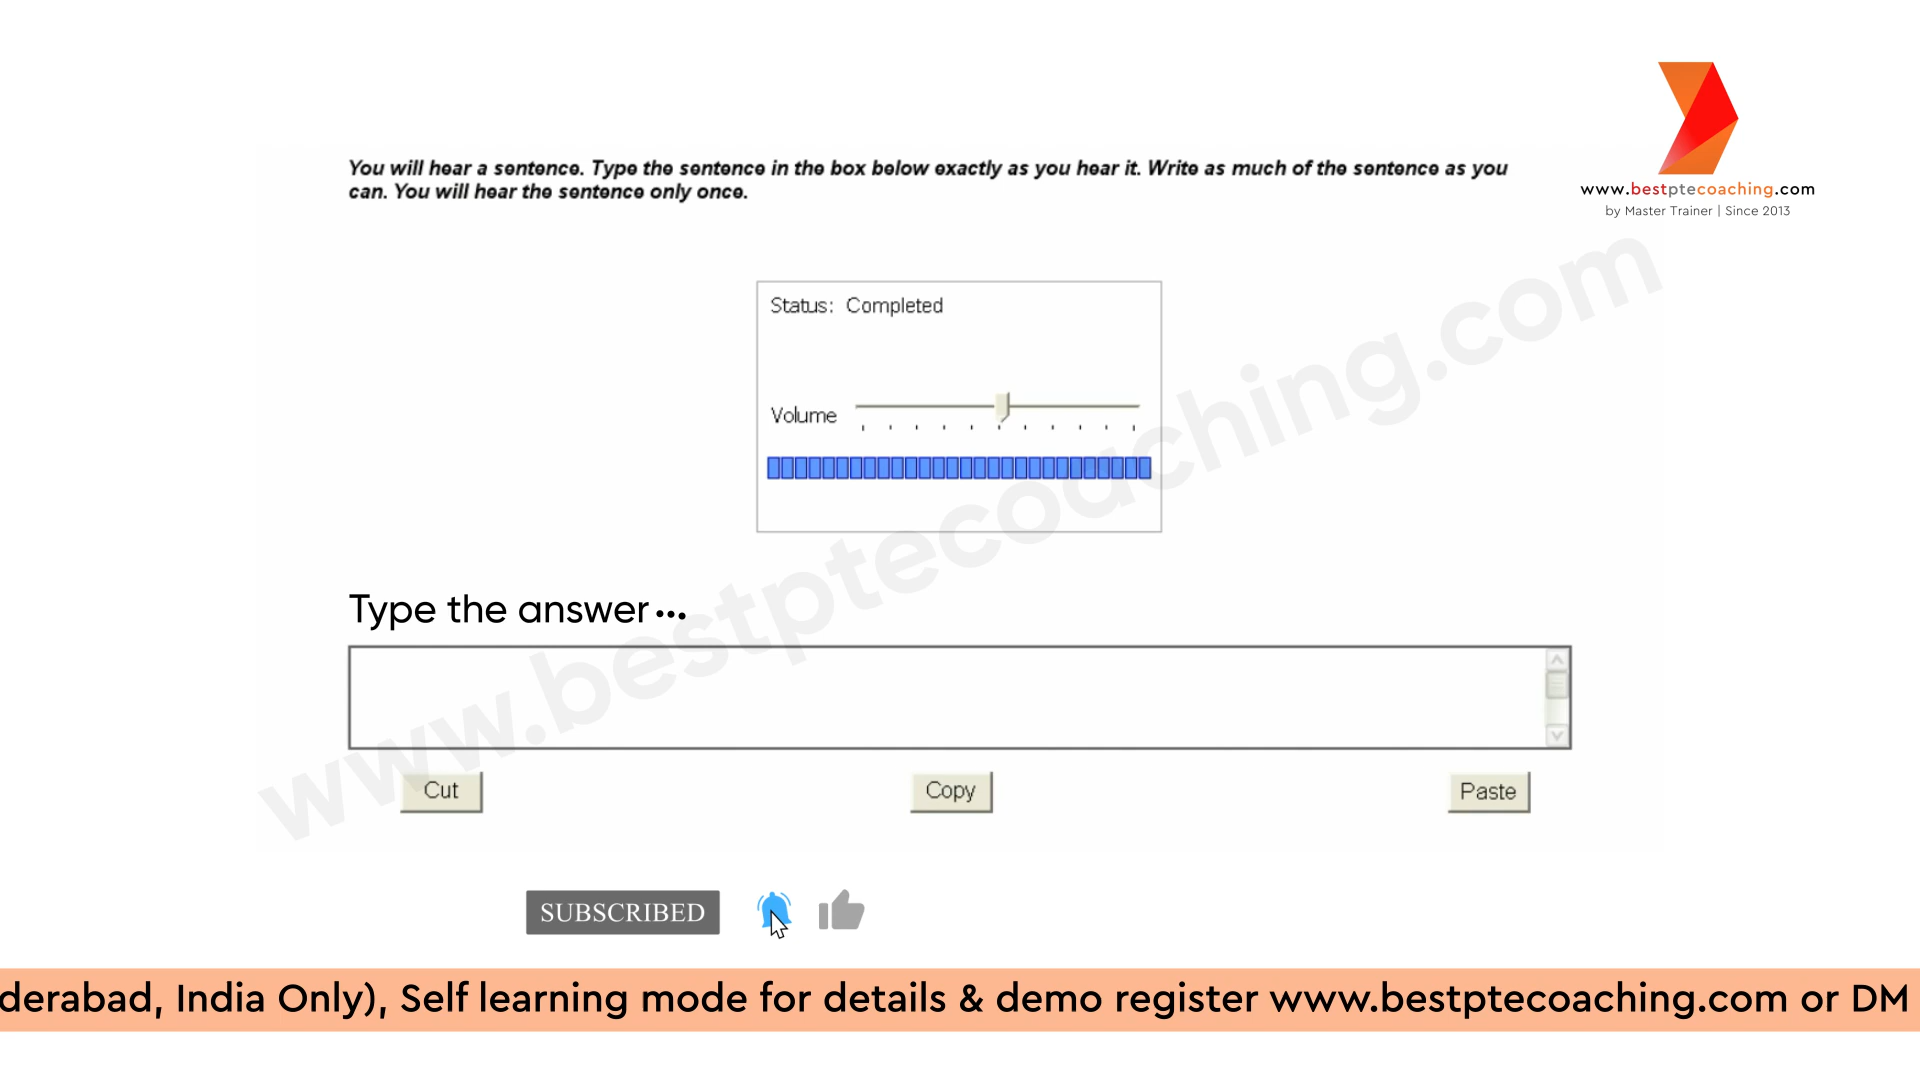 You will hear a sentence. Type the sentence in the box below exactly as you hear it. Write as much of the sentence as you
can. You will hear the sentence only once.
www.bestptecoaching.com
by Master Trainer | Since 2013
Status: Completed
Volume
www.bestptecoaching.com
Type the answer...
Cut
Copy
Paste
SUBSCRIBED
derabad, India Only), Self learning mode for details & demo register www.bestptecoaching.com or DM